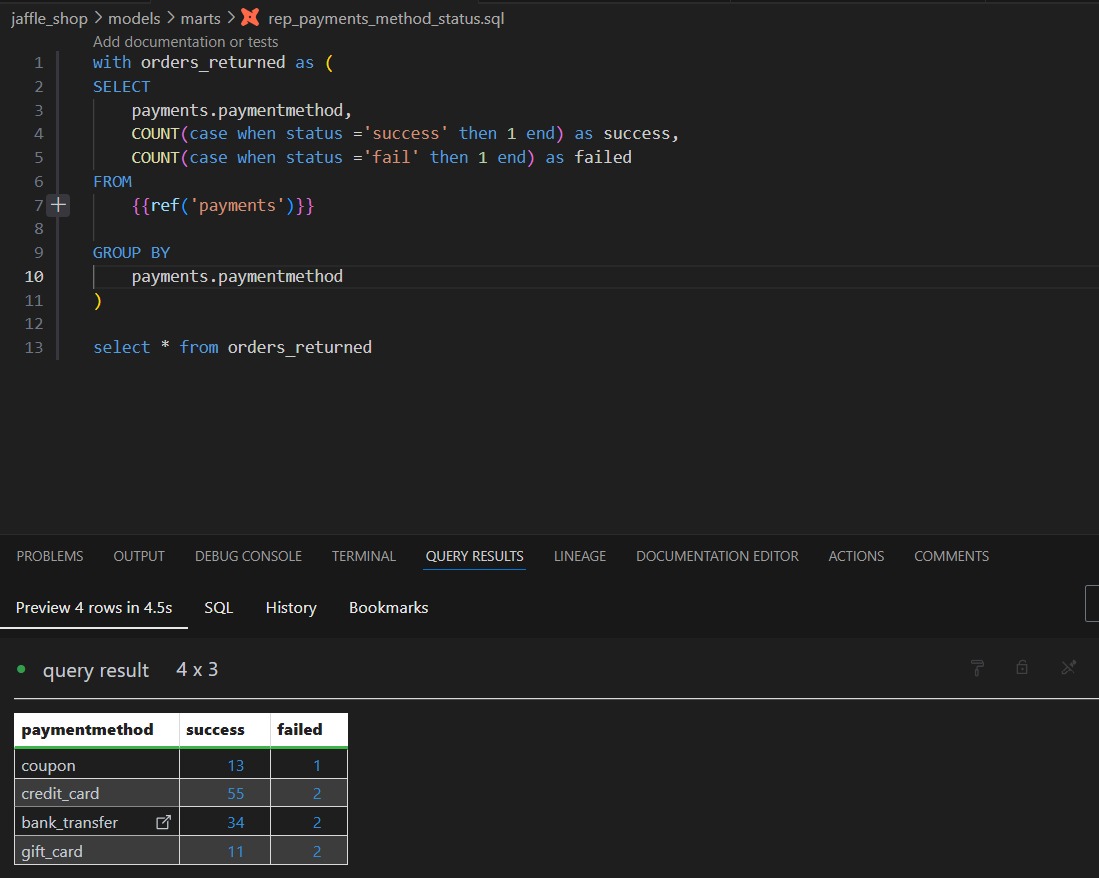 jaffle_shop > models > marts > rep_payments_method_status.sql
Add documentation or tests
1 with orders_returned as (
2 SELECT
3     payments.paymentmethod,
4     COUNT(case when status ='success' then 1 end) as success,
5     COUNT(case when status ='fail' then 1 end) as failed
6 FROM
7 +     {{ref('payments')}}
8
9 GROUP BY
10     payments.paymentmethod
11 )
12
13 select * from orders_returned
PROBLEMS OUTPUT DEBUG CONSOLE TERMINAL QUERY RESULTS LINEAGE DOCUMENTATION EDITOR ACTIONS COMMENTS
Preview 4 rows in 4.5s SQL History Bookmarks
query result 4 x 3
paymentmethod success failed
coupon 13 1
credit_card 55 2
bank_transfer 34 2
gift_card 11 2